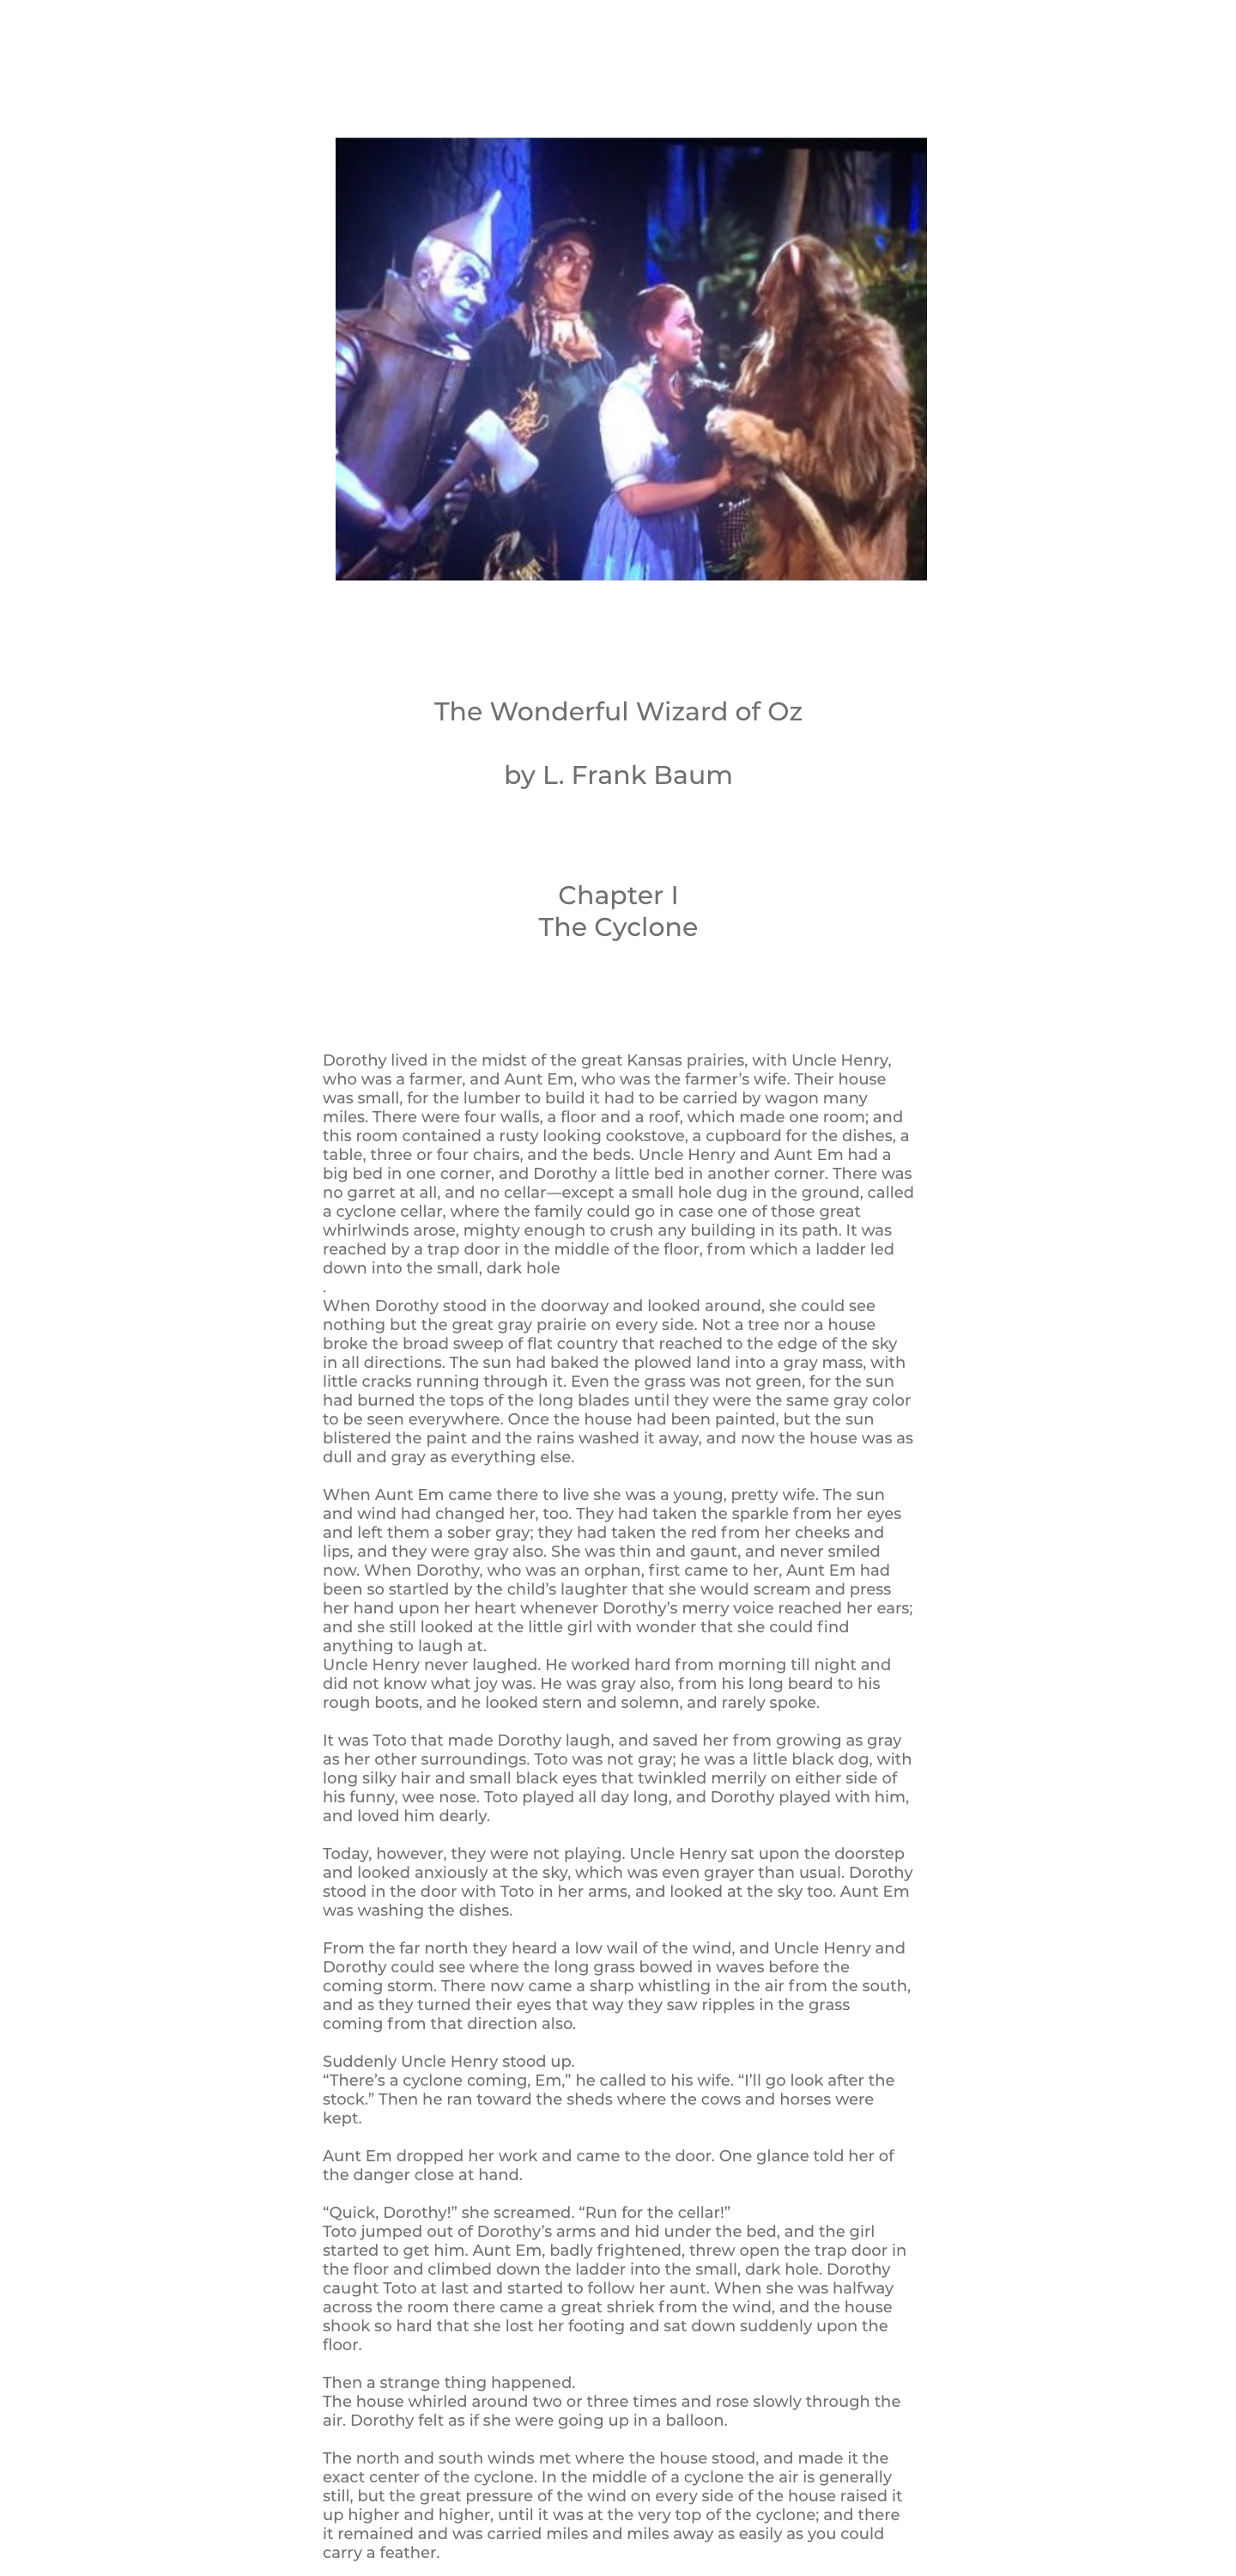 The Wonderful Wizard of Oz
by L. Frank Baum
Chapter I
The Cyclone
Dorothy lived in the midst of the great Kansas prairies, with Uncle Henry,
who was a farmer, and Aunt Em, who was the farmer’s wife. Their house
was small, for the lumber to build it had to be carried by wagon many
miles. There were four walls, a floor and a roof, which made one room; and
this room contained a rusty looking cookstove, a cupboard for the dishes, a
table, three or four chairs, and the beds. Uncle Henry and Aunt Em had a
big bed in one corner, and Dorothy a little bed in another corner. There was
no garret at all, and no cellar—except a small hole dug in the ground, called
a cyclone cellar, where the family could go in case one of those great
whirlwinds arose, mighty enough to crush any building in its path. It was
reached by a trap door in the middle of the floor, from which a ladder led
down into the small, dark hole
.
When Dorothy stood in the doorway and looked around, she could see
nothing but the great gray prairie on every side. Not a tree nor a house
broke the broad sweep of flat country that reached to the edge of the sky
in all directions. The sun had baked the plowed land into a gray mass, with
little cracks running through it. Even the grass was not green, for the sun
had burned the tops of the long blades until they were the same gray color
to be seen everywhere. Once the house had been painted, but the sun
blistered the paint and the rains washed it away, and now the house was as
dull and gray as everything else.
When Aunt Em came there to live she was a young, pretty wife. The sun
and wind had changed her, too. They had taken the sparkle from her eyes
and left them a sober gray; they had taken the red from her cheeks and
lips, and they were gray also. She was thin and gaunt, and never smiled
now. When Dorothy, who was an orphan, first came to her, Aunt Em had
been so startled by the child’s laughter that she would scream and press
her hand upon her heart whenever Dorothy’s merry voice reached her ears;
and she still looked at the little girl with wonder that she could find
anything to laugh at.
Uncle Henry never laughed. He worked hard from morning till night and
did not know what joy was. He was gray also, from his long beard to his
rough boots, and he looked stern and solemn, and rarely spoke.
It was Toto that made Dorothy laugh, and saved her from growing as gray
as her other surroundings. Toto was not gray; he was a little black dog, with
long silky hair and small black eyes that twinkled merrily on either side of
his funny, wee nose. Toto played all day long, and Dorothy played with him,
and loved him dearly.
Today, however, they were not playing. Uncle Henry sat upon the doorstep
and looked anxiously at the sky, which was even grayer than usual. Dorothy
stood in the door with Toto in her arms, and looked at the sky too. Aunt Em
was washing the dishes.
From the far north they heard a low wail of the wind, and Uncle Henry and
Dorothy could see where the long grass bowed in waves before the
coming storm. There now came a sharp whistling in the air from the south,
and as they turned their eyes that way they saw ripples in the grass
coming from that direction also.
Suddenly Uncle Henry stood up.
“There’s a cyclone coming, Em,” he called to his wife. “I’ll go look after the
stock.” Then he ran toward the sheds where the cows and horses were
kept.
Aunt Em dropped her work and came to the door. One glance told her of
the danger close at hand.
“Quick, Dorothy!” she screamed. “Run for the cellar!”
Toto jumped out of Dorothy’s arms and hid under the bed, and the girl
started to get him. Aunt Em, badly frightened, threw open the trap door in
the floor and climbed down the ladder into the small, dark hole. Dorothy
caught Toto at last and started to follow her aunt. When she was halfway
across the room there came a great shriek from the wind, and the house
shook so hard that she lost her footing and sat down suddenly upon the
floor.
Then a strange thing happened.
The house whirled around two or three times and rose slowly through the
air. Dorothy felt as if she were going up in a balloon.
The north and south winds met where the house stood, and made it the
exact center of the cyclone. In the middle of a cyclone the air is generally
still, but the great pressure of the wind on every side of the house raised it
up higher and higher, until it was at the very top of the cyclone; and there
it remained and was carried miles and miles away as easily as you could
carry a feather.